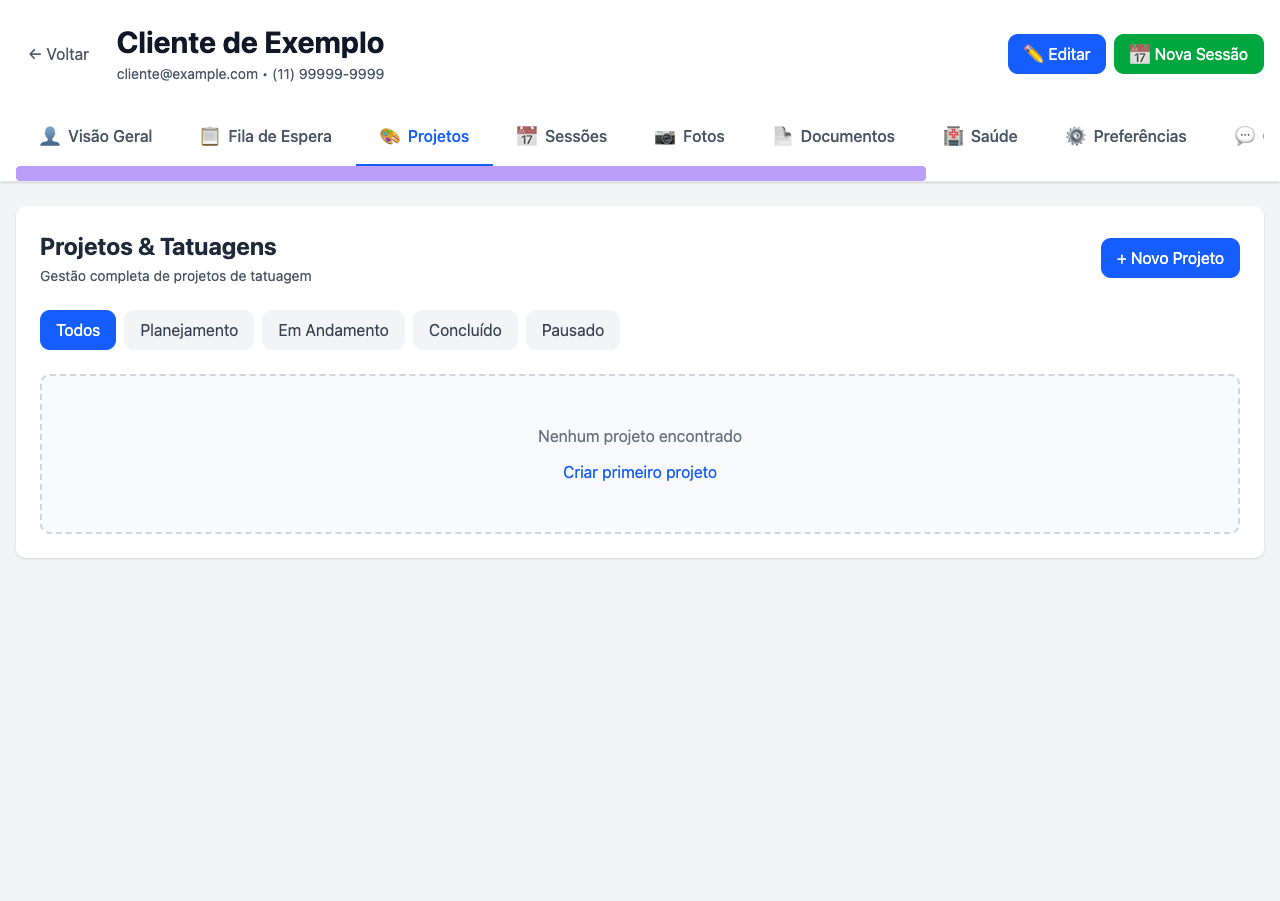 ← Voltar
Cliente de Exemplo
cliente@example.com • (11) 99999-9999
✏️ Editar
📅 Nova Sessão
👤 Visão Geral
📋 Fila de Espera
🎨 Projetos
📅 Sessões
📷 Fotos
📄 Documentos
🏥 Saúde
⚙️ Preferências
💬
Projetos & Tatuagens
Gestão completa de projetos de tatuagem
+ Novo Projeto
Todos
Planejamento
Em Andamento
Concluído
Pausado
Nenhum projeto encontrado
Criar primeiro projeto